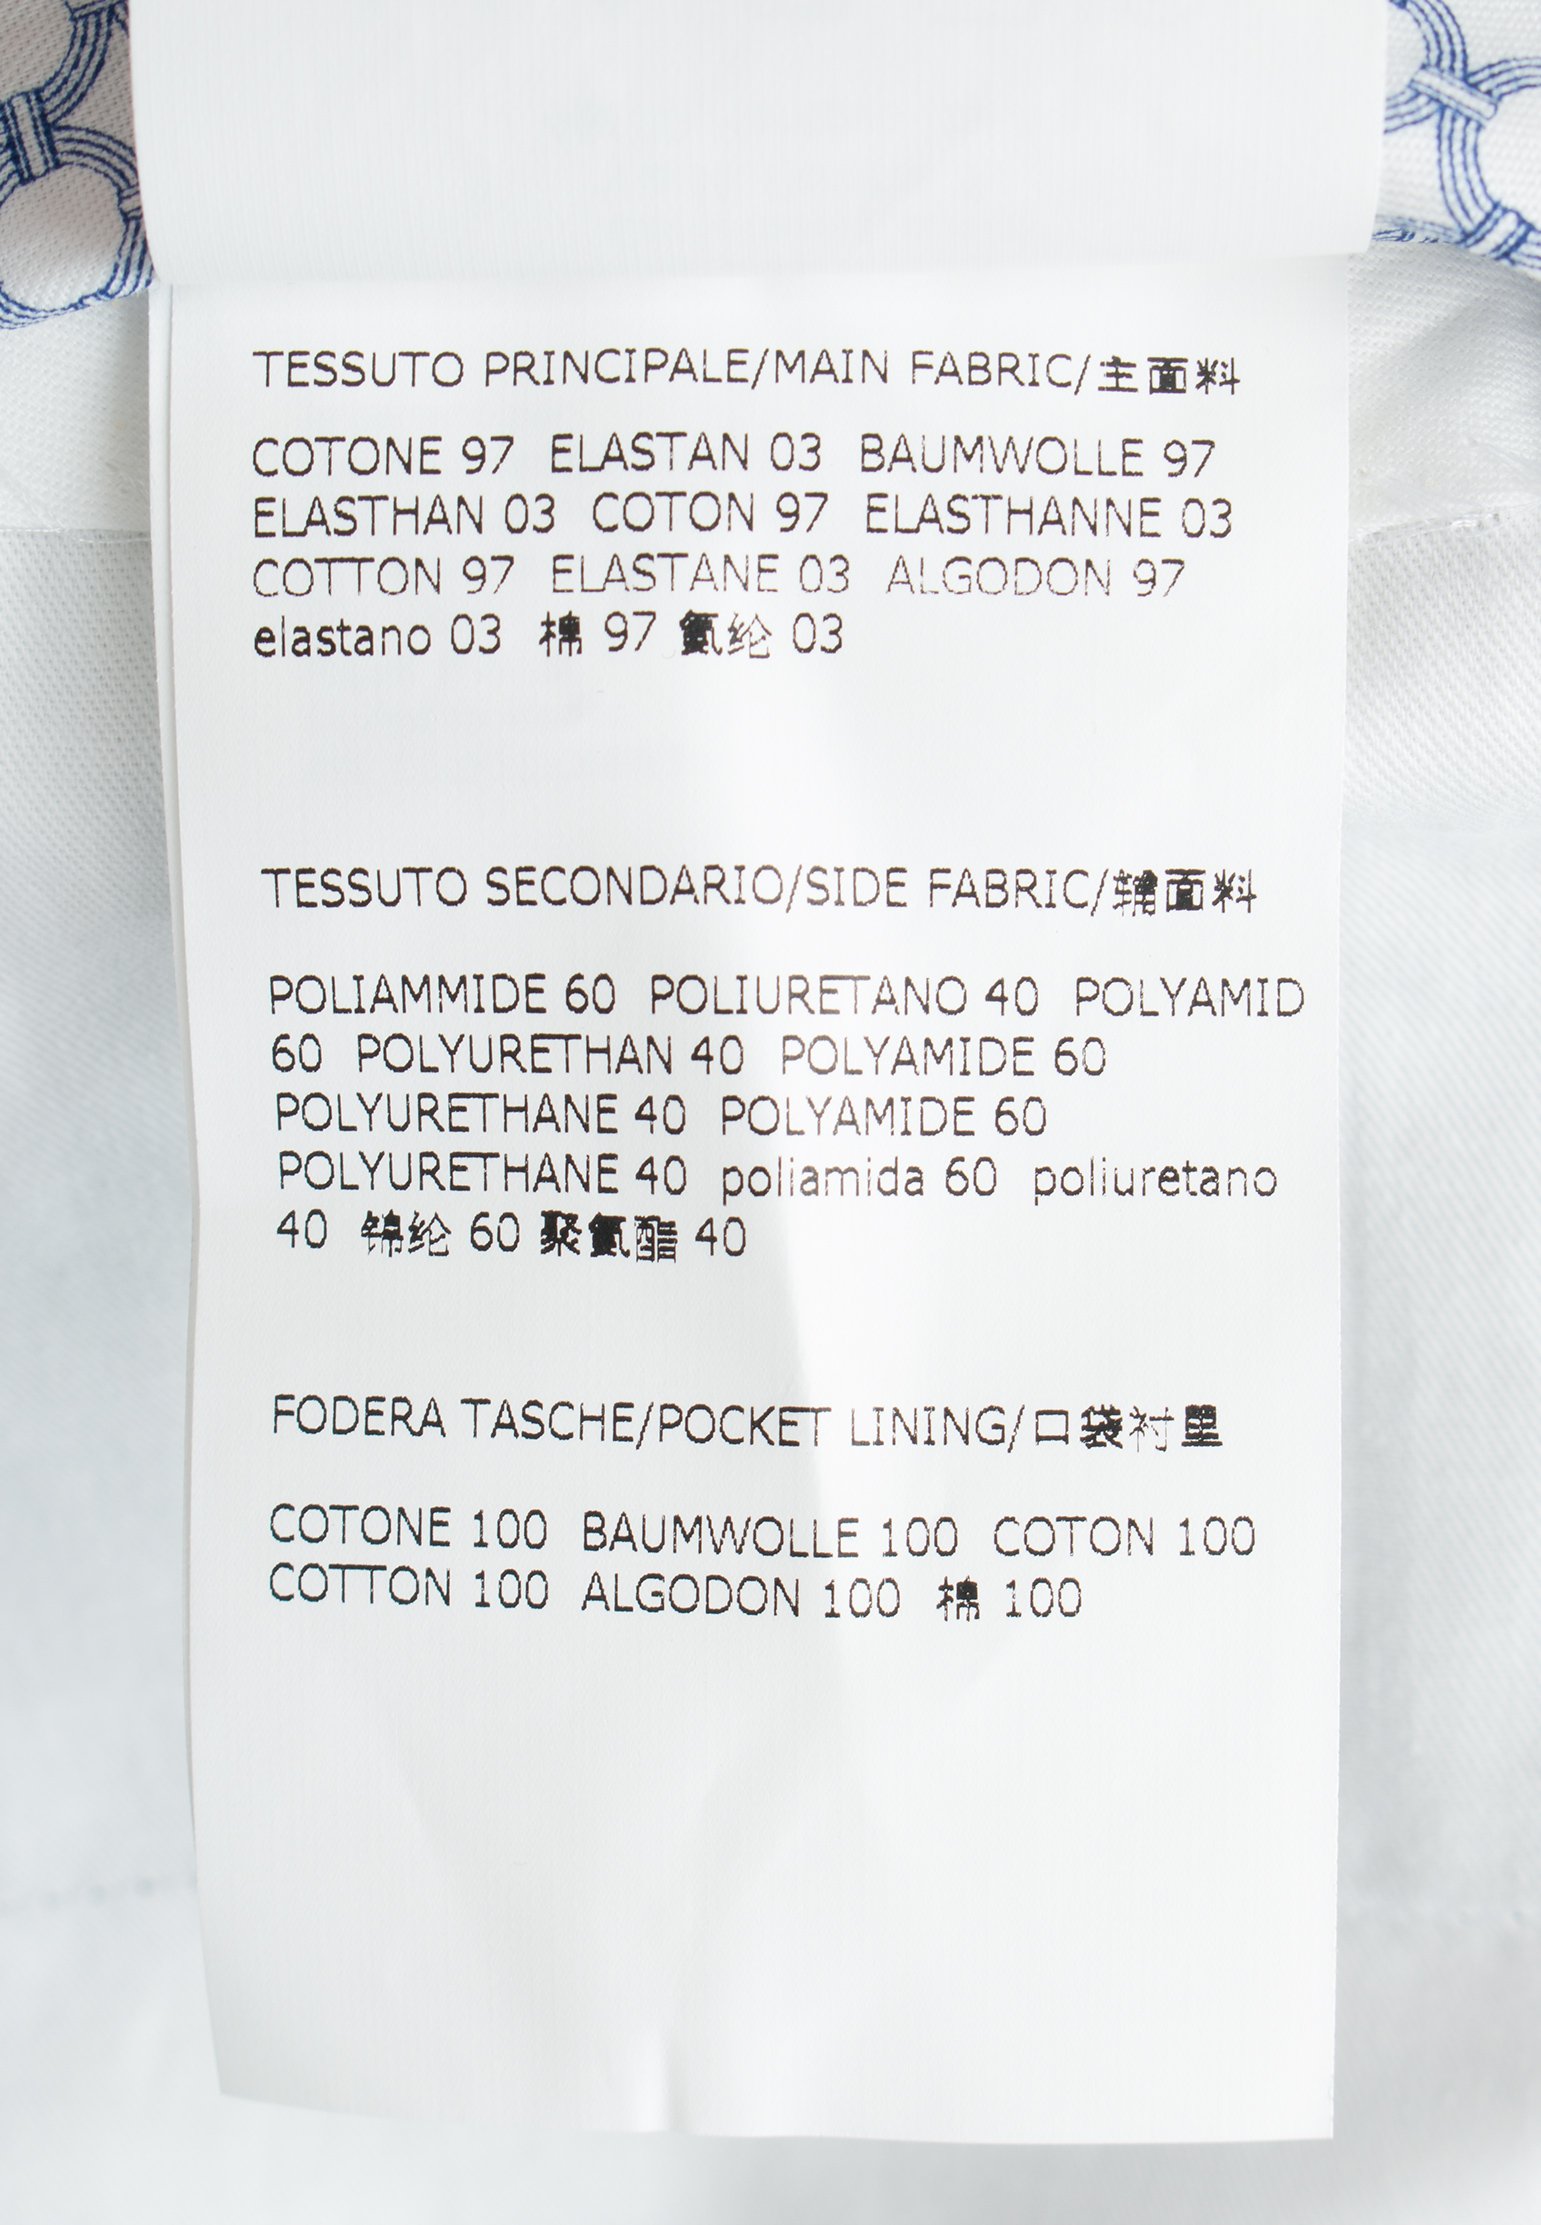 TESSUTO PRINCIPALE/MAIN FABRIC/主面料
COTONE 97 ELASTAN 03 BAUMWOLLE 97
ELASTHAN 03 COTON 97 ELASTHANNE 03
COTTON 97 ELASTANE 03 ALGODON 97
elastano 03 棉 97 氨纶 03
TESSUTO SECONDARIO/SIDE FABRIC/辅面料
POLIAMMIDE 60 POLIURETANO 40 POLYAMID
60 POLYURETHAN 40 POLYAMIDE 60
POLYURETHANE 40 POLYAMIDE 60
POLYURETHANE 40 poliamida 60 poliuretano
40 锦纶 60 聚氨酯 40
FODERA TASCHE/POCKET LINING/口袋衬里
COTONE 100 BAUMWOLLE 100 COTON 100
COTTON 100 ALGODON 100 棉 100